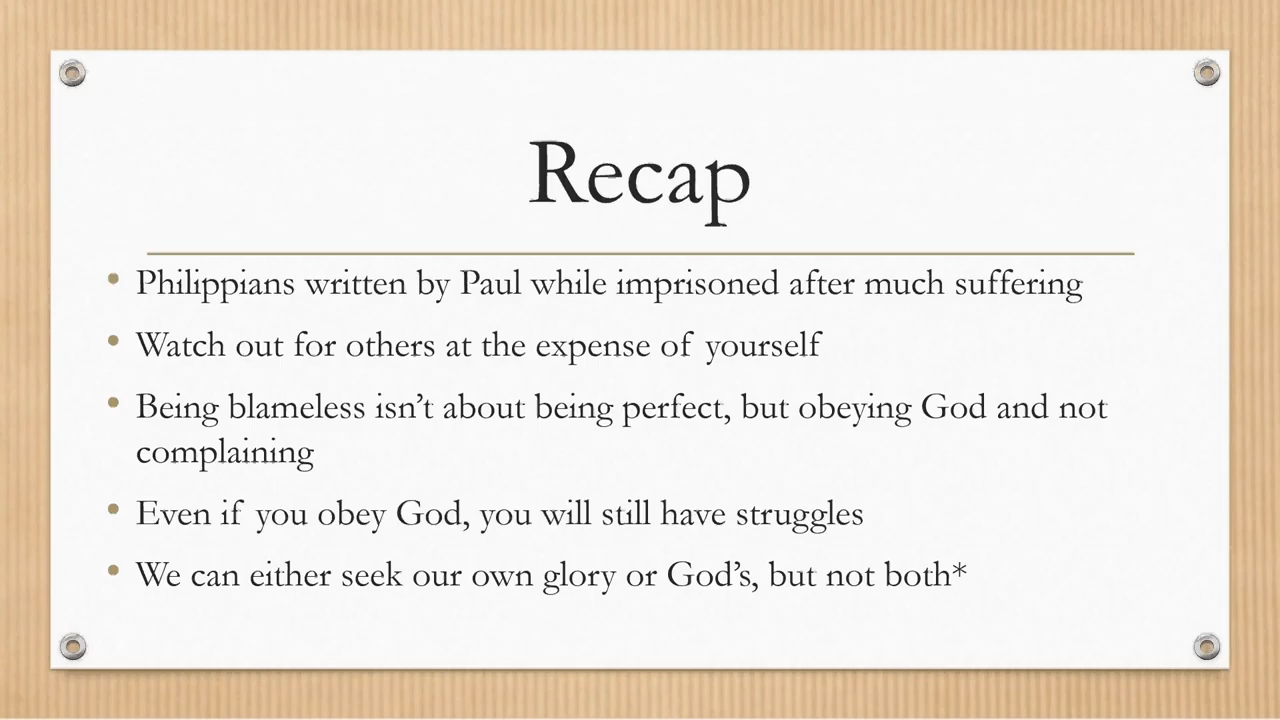 Recap
• Philippians written by Paul while imprisoned after much suffering
• Watch out for others at the expense of yourself
• Being blameless isn’t about being perfect, but obeying God and not
complaining
• Even if you obey God, you will still have struggles
• We can either seek our own glory or God’s, but not both*